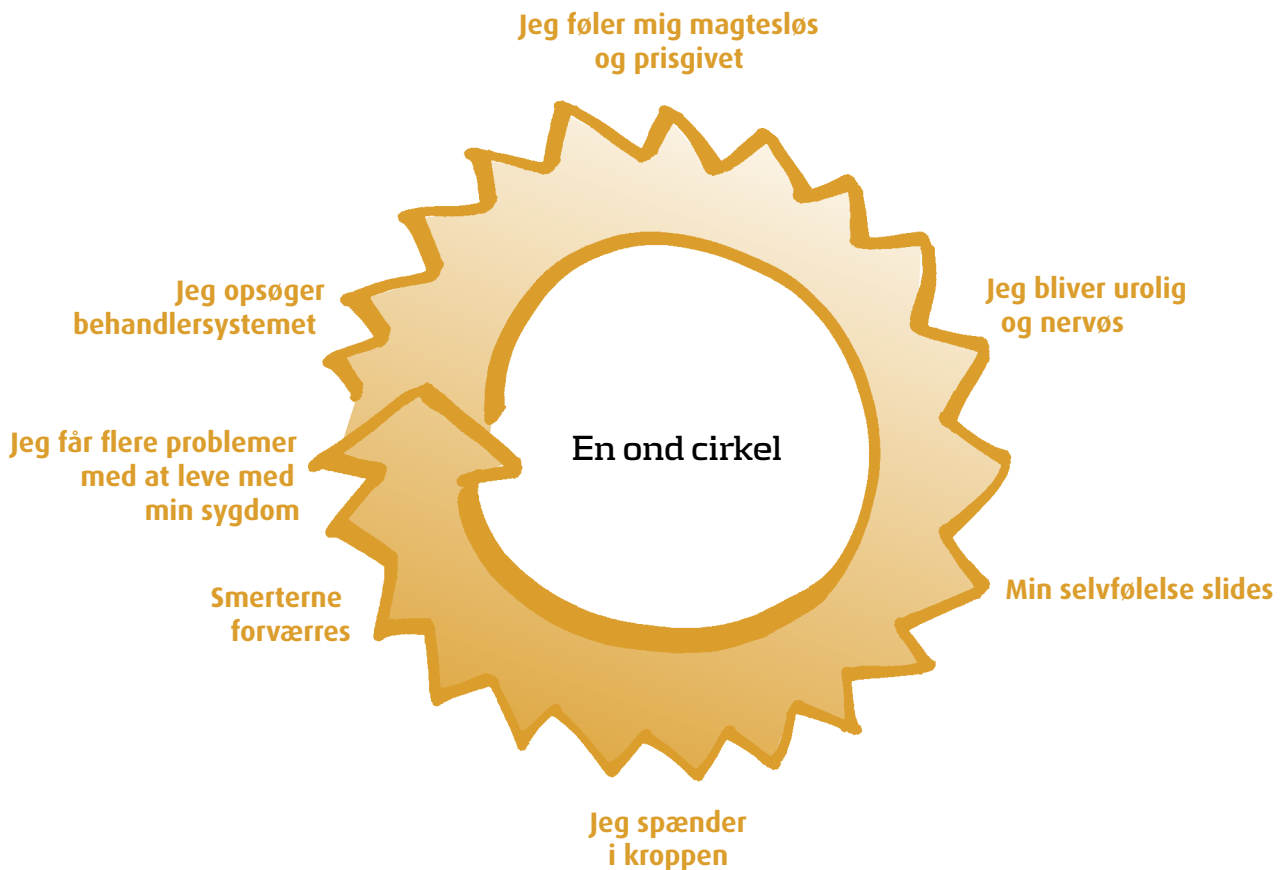 Jeg føler mig magtesløs
og prisgivet
Jeg bliver urolig
og nervøs
Min selvfølelse slides
Jeg spænder
i kroppen
Smerterne
forværres
Jeg får flere problemer
med at leve med
min sygdom
Jeg opsøger
behandlersystemet
En ond cirkel